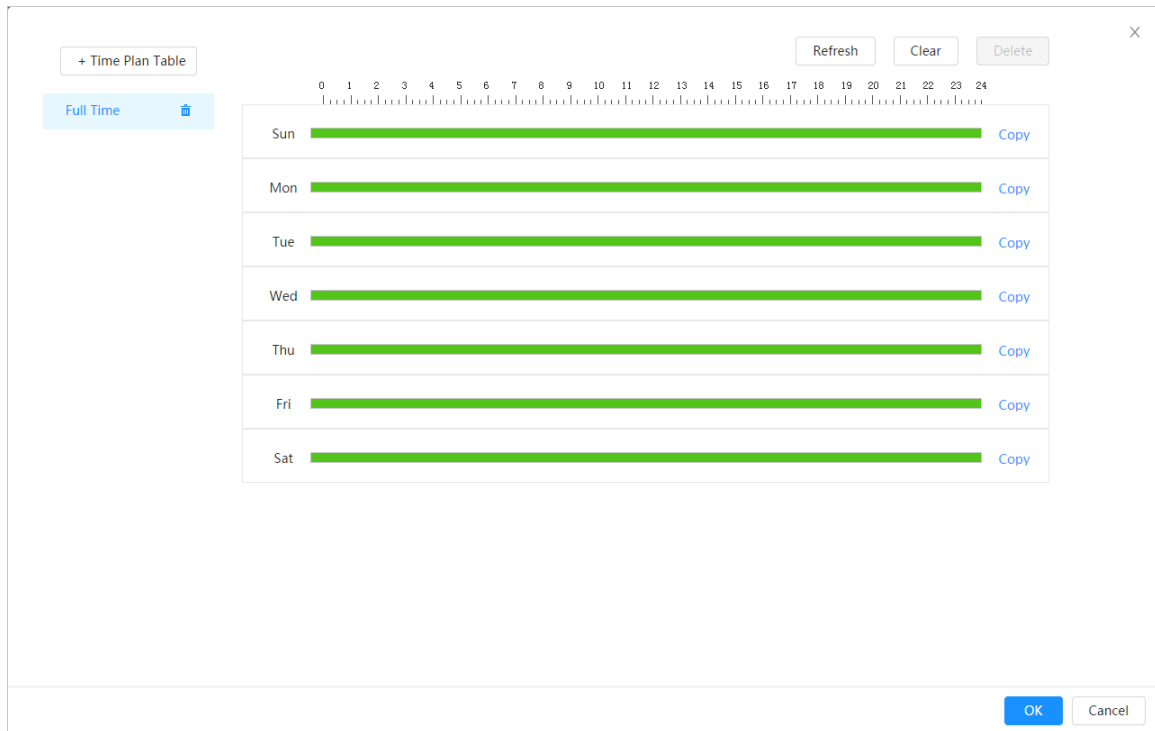 X
+ Time Plan Table
Refresh Clear Delete
0 1 2 3 4 5 6 7 8 9 10 11 12 13 14 15 16 17 18 19 20 21 22 23 24
Full Time
Sun Copy
Mon Copy
Tue Copy
Wed Copy
Thu Copy
Fri Copy
Sat Copy
OK Cancel